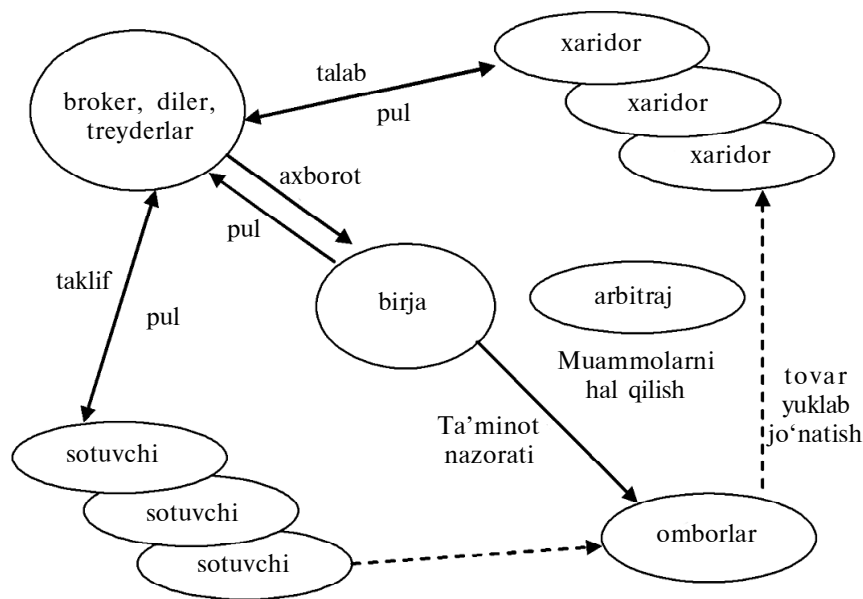 xaridor
talab
broker, diler,
treyderlar
xaridor
pul
xaridor
axborot
pul
taklif
birja
arbitraj
pul
Muammolarni
hal qilish
tovar
yuklab
jo‘natish
Ta’minot
nazorati
sotuvchi
sotuvchi
omborlar
sotuvchi